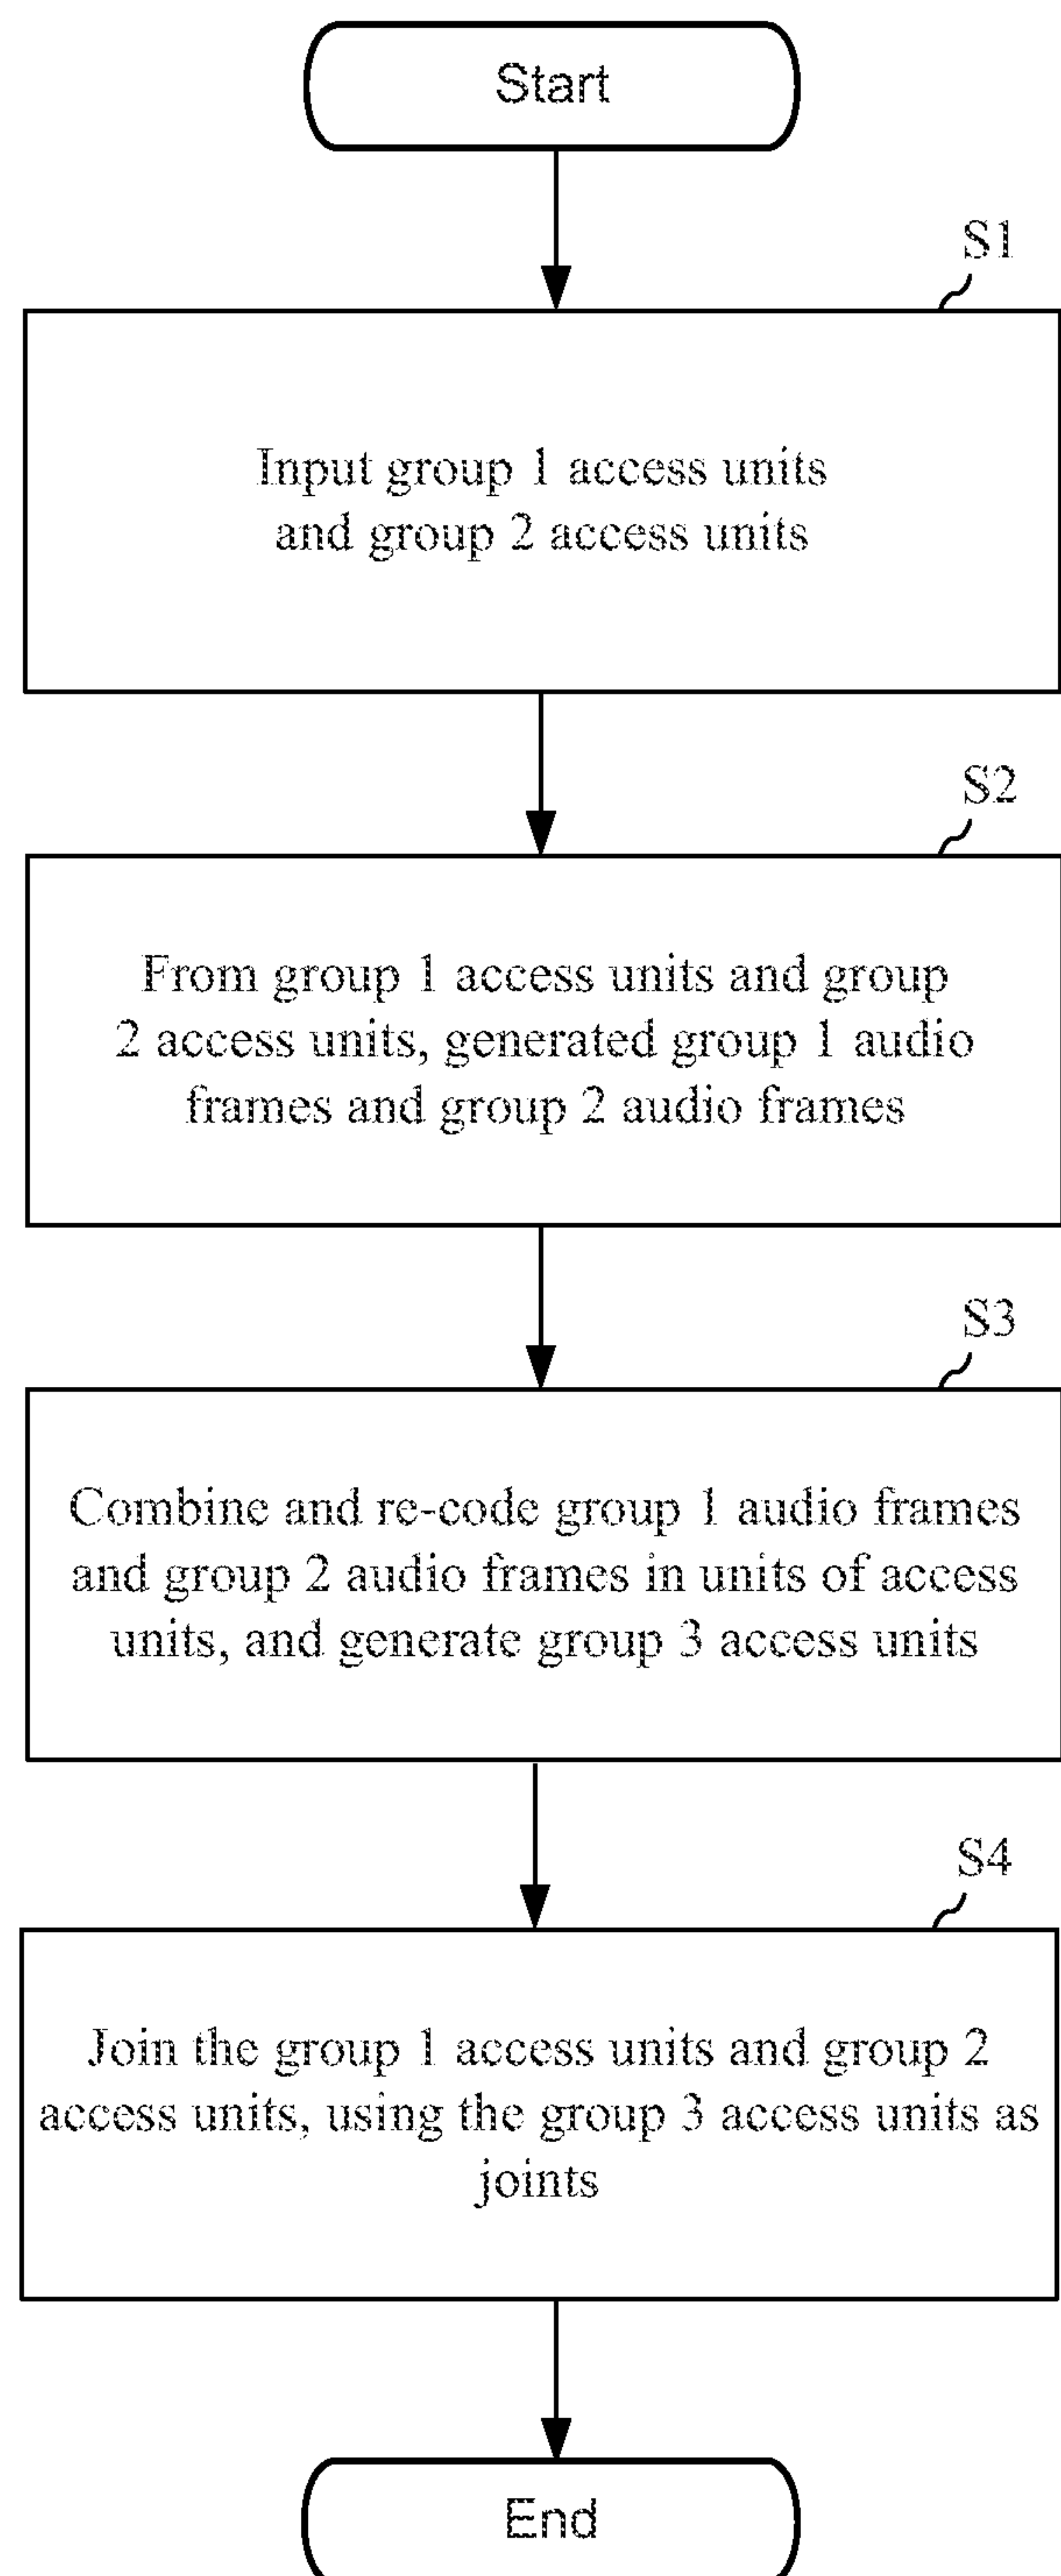 Start
S1
Input group 1 access units
and group 2 access units
S2
From group 1 access units and group
2 access units, generated group 1 audio
frames and group 2 audio frames
S3
Combine and re-code group 1 audio frames
and group 2 audio frames in units of access
units, and generate group 3 access units
S4
Join the group 1 access units and group 2
access units, using the group 3 access units as
joints
End